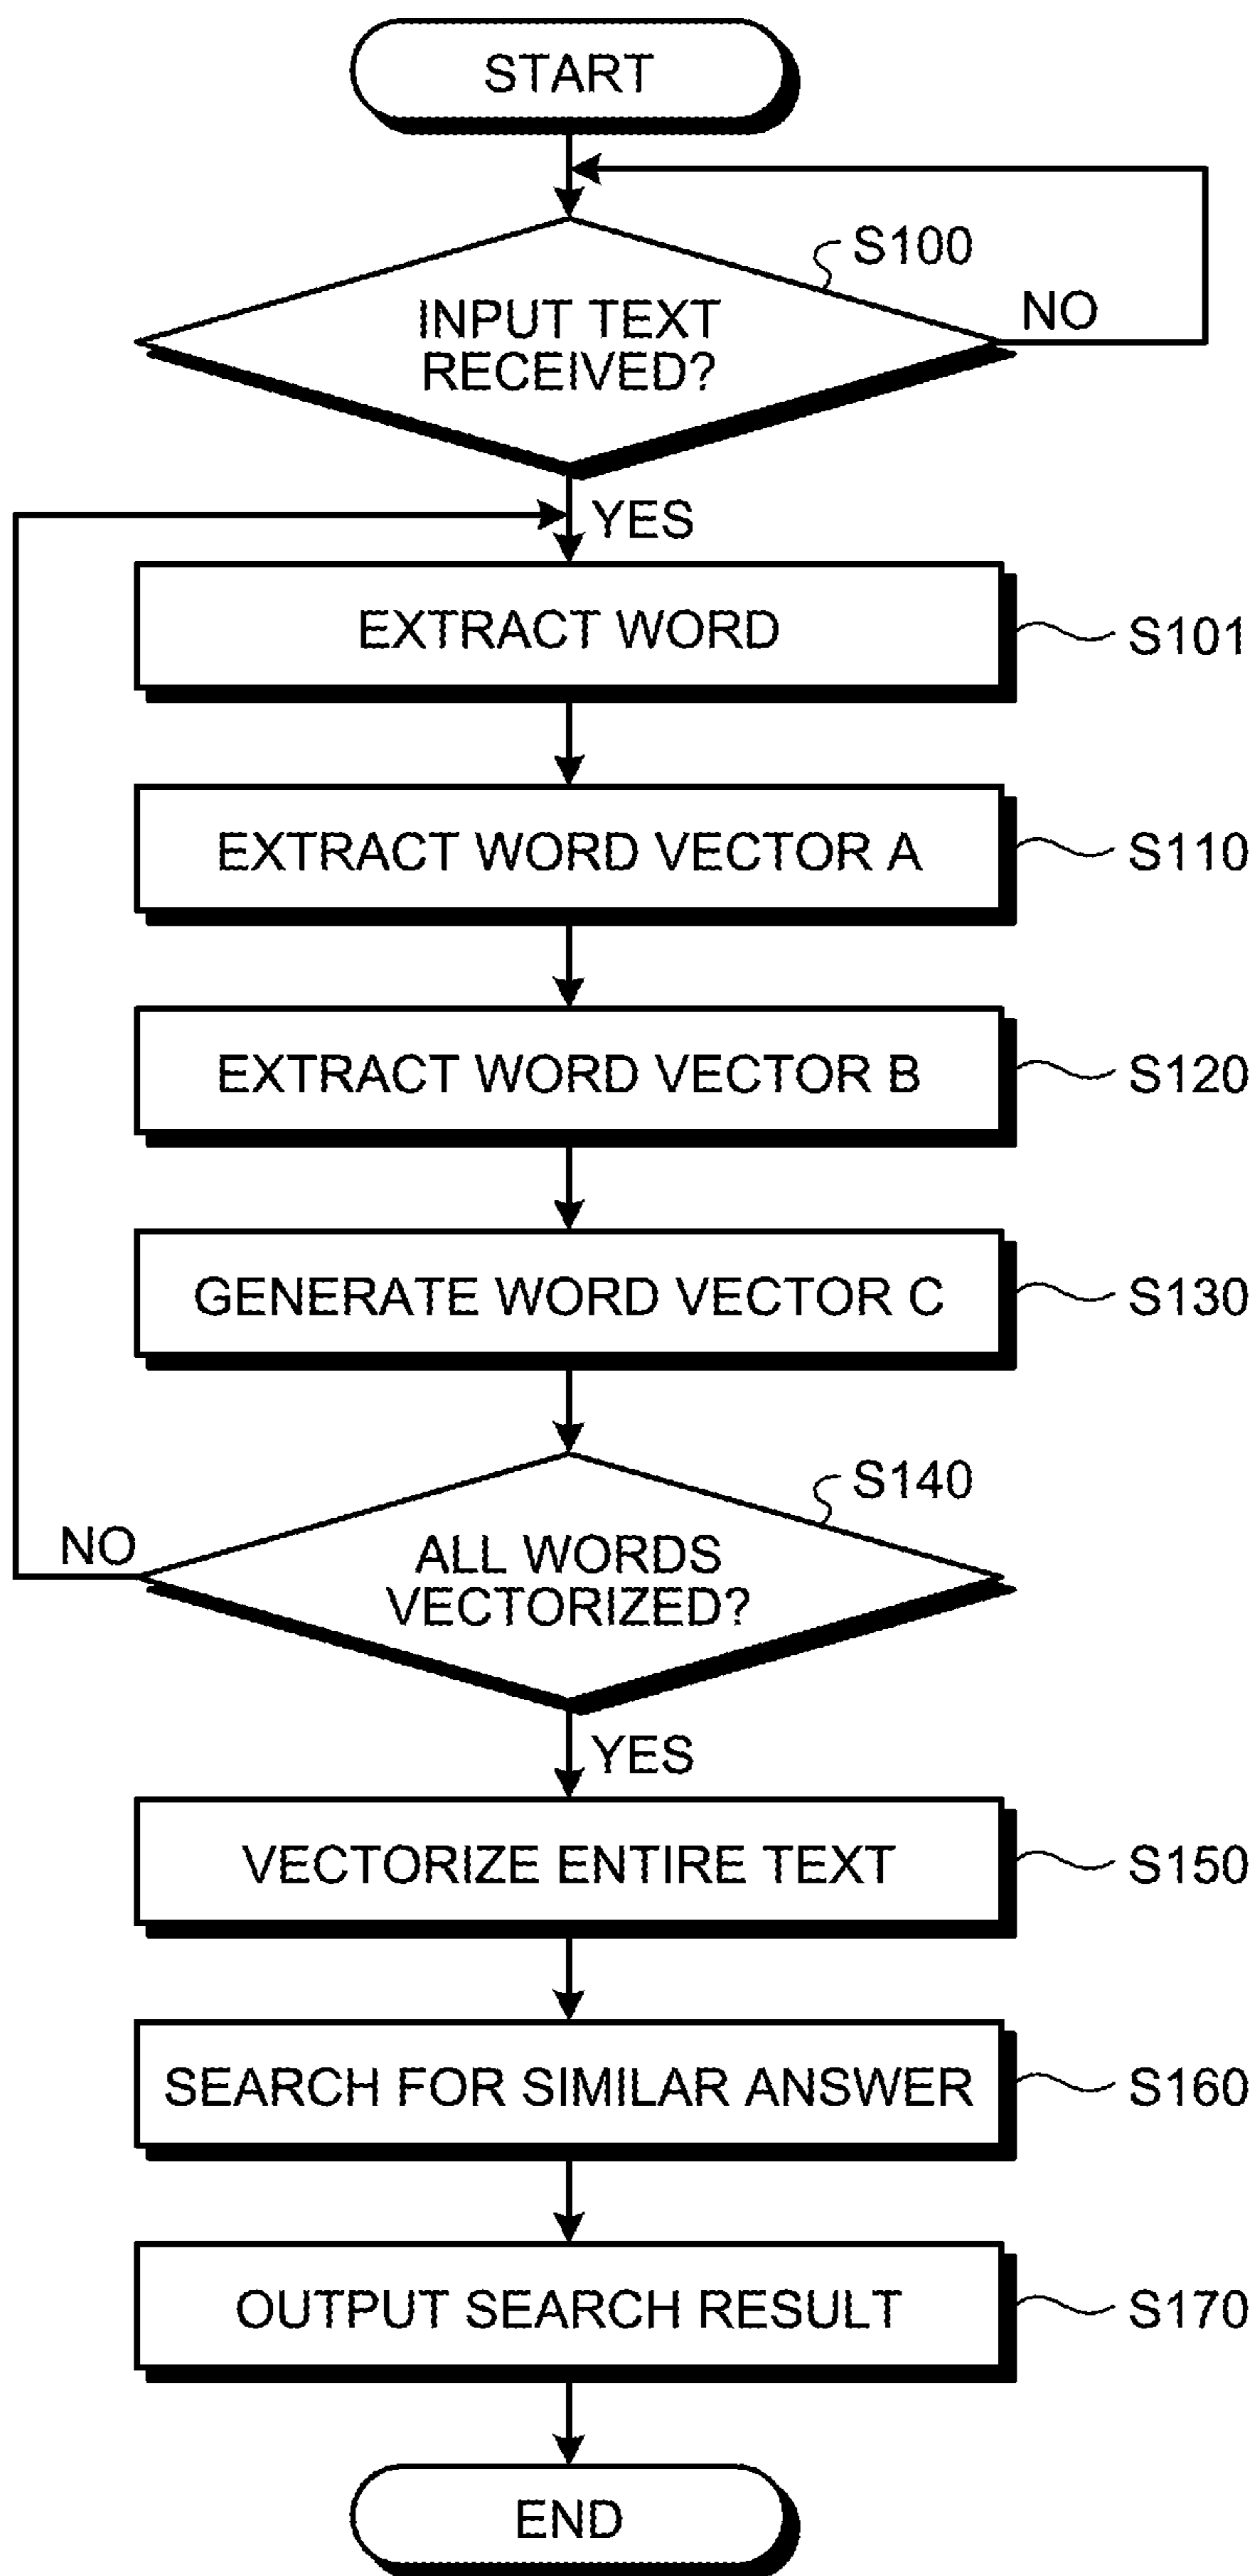 START
S100
INPUT TEXT
RECEIVED?
NO
YES
EXTRACT WORD
S101
EXTRACT WORD VECTOR A
S110
EXTRACT WORD VECTOR B
S120
GENERATE WORD VECTOR C
S130
S140
ALL WORDS
VECTORIZED?
NO
YES
VECTORIZE ENTIRE TEXT
S150
SEARCH FOR SIMILAR ANSWER
S160
OUTPUT SEARCH RESULT
S170
END